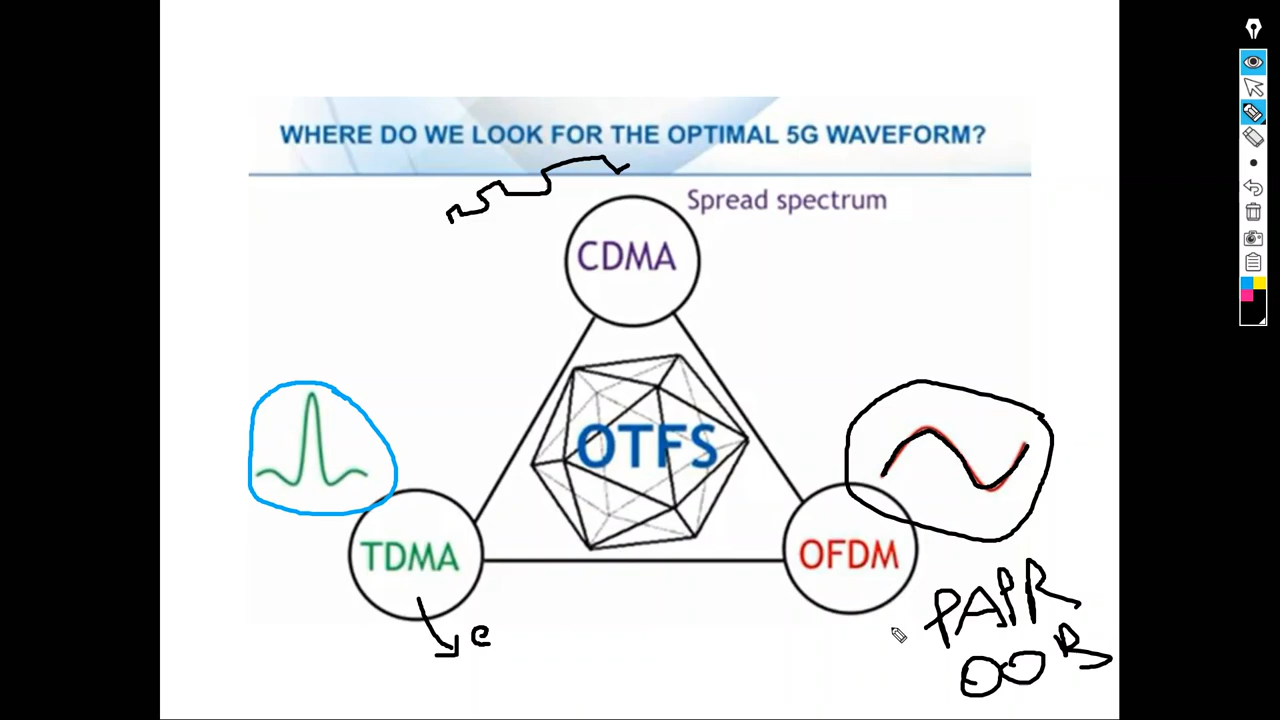 WHERE DO WE LOOK FOR THE OPTIMAL 5G WAVEFORM?
Spread spectrum
CDMA
OTFS
TDMA
OFDM
PAPR
e
OOB